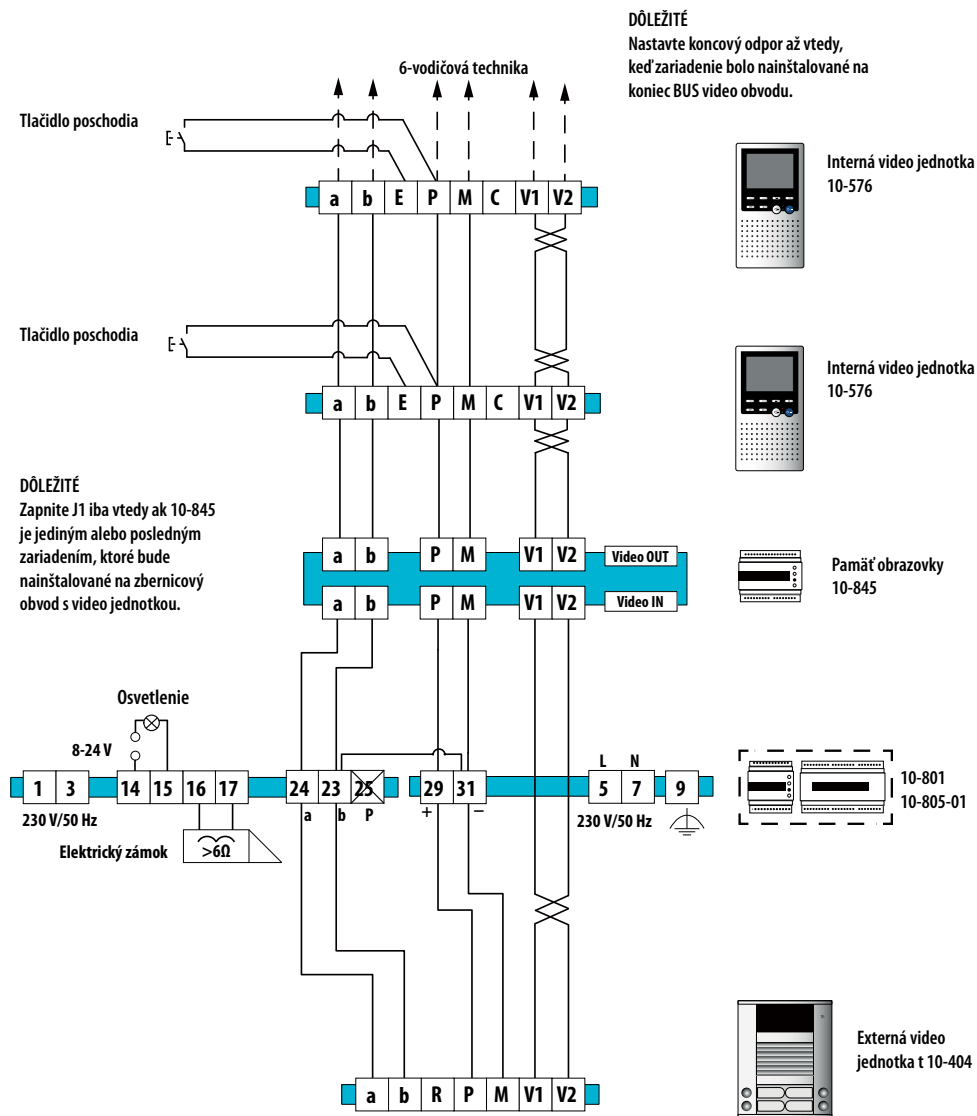 DÔLEŽITÉ
Nastavte koncový odpor až vtedy,
keď zariadenie bolo nainštalované na
koniec BUS video obvodu.
6-vodičová technika
Tlačidlo poschodia
a b E P M C V1 V2
Interná video jednotka
10-576
Tlačidlo poschodia
a b E P M C V1 V2
Interná video jednotka
10-576
DÔLEŽITÉ
Zapnite J1 iba vtedy ak 10-845
je jediným alebo posledným
zariadením, ktoré bude
nainštalované na zbernicový
obvod s video jednotkou.
a b P M V1 V2 Video OUT
a b P M V1 V2 Video IN
Pamäť obrazovky
10-845
Osvetlenie
8-24 V
1 3 14 15 16 17 24 23 25 29 31 5 7 9
L N
a b P + –
230 V/50 Hz
230 V/50 Hz
Elektrický zámok
>6Ω
10-801
10-805-01
a b R P M V1 V2
Externá video
jednotka t 10-404